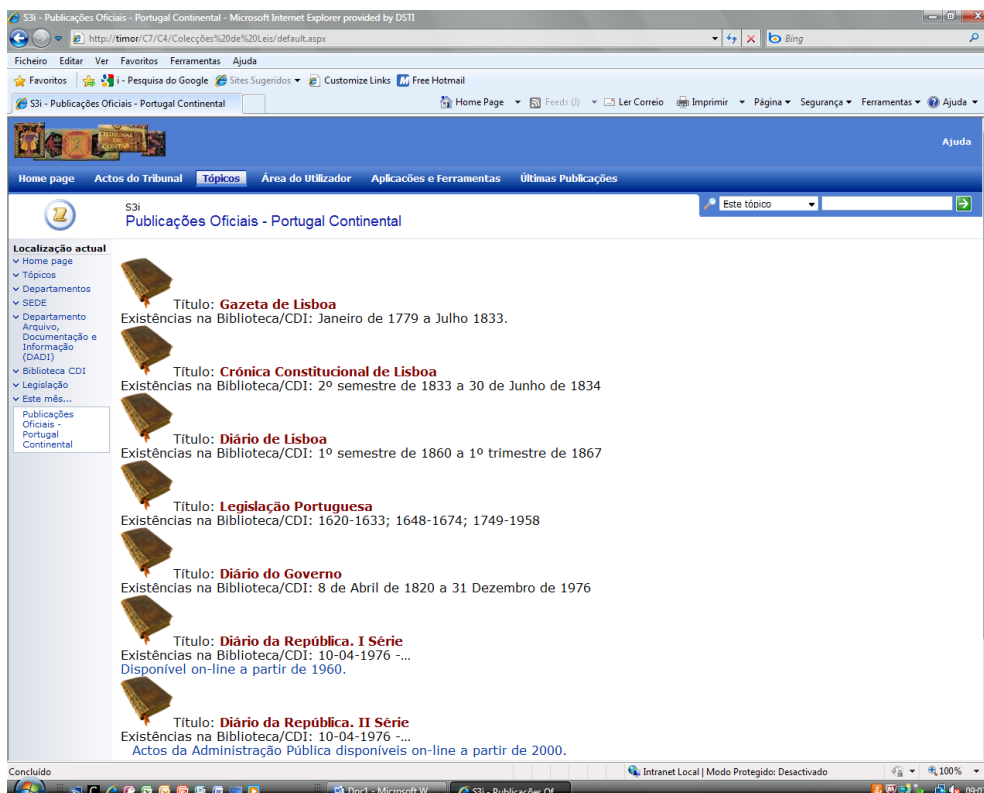 S3i - Publicações Oficiais - Portugal Continental - Microsoft Internet Explorer provided by DSTI
http://timor/C7/C4/Colecções%20de%20Leis/default.aspx
Bing
Ficheiro Editar Ver Favoritos Ferramentas Ajuda
Favoritos i - Pesquisa do Google Sites Sugeridos Customize Links Free Hotmail
S3i - Publicações Oficiais - Portugal Continental Home Page Feeds (J) Ler Correio Imprimir Página Segurança Ferramentas Ajuda
TRIBUNAL
DE
CONTAS
Ajuda
Home page Actos do Tribunal Tópicos Área do Utilizador Aplicações e Ferramentas Últimas Publicações
S3i
Publicações Oficiais - Portugal Continental
Este tópico
Localização actual
Home page
Tópicos
Departamentos
SEDE
Departamento
Arquivo,
Documentação e
Informação
(DADI)
Biblioteca CDI
Legislação
Este mês...
Publicações
Oficiais -
Portugal
Continental
Título: Gazeta de Lisboa
Existências na Biblioteca/CDI: Janeiro de 1779 a Julho 1833.
Título: Crónica Constitucional de Lisboa
Existências na Biblioteca/CDI: 2º semestre de 1833 a 30 de Junho de 1834
Título: Diário de Lisboa
Existências na Biblioteca/CDI: 1º semestre de 1860 a 1º trimestre de 1867
Título: Legislação Portuguesa
Existências na Biblioteca/CDI: 1620-1633; 1648-1674; 1749-1958
Título: Diário do Governo
Existências na Biblioteca/CDI: 8 de Abril de 1820 a 31 Dezembro de 1976
Título: Diário da República. I Série
Existências na Biblioteca/CDI: 10-04-1976 -...
Disponível on-line a partir de 1960.
Título: Diário da República. II Série
Existências na Biblioteca/CDI: 10-04-1976 -...
Actos da Administração Pública disponíveis on-line a partir de 2000.
Concluído Intranet Local | Modo Protegido: Desactivado 100%
Doc1 - Microsoft W... S3i - Publicações Of...